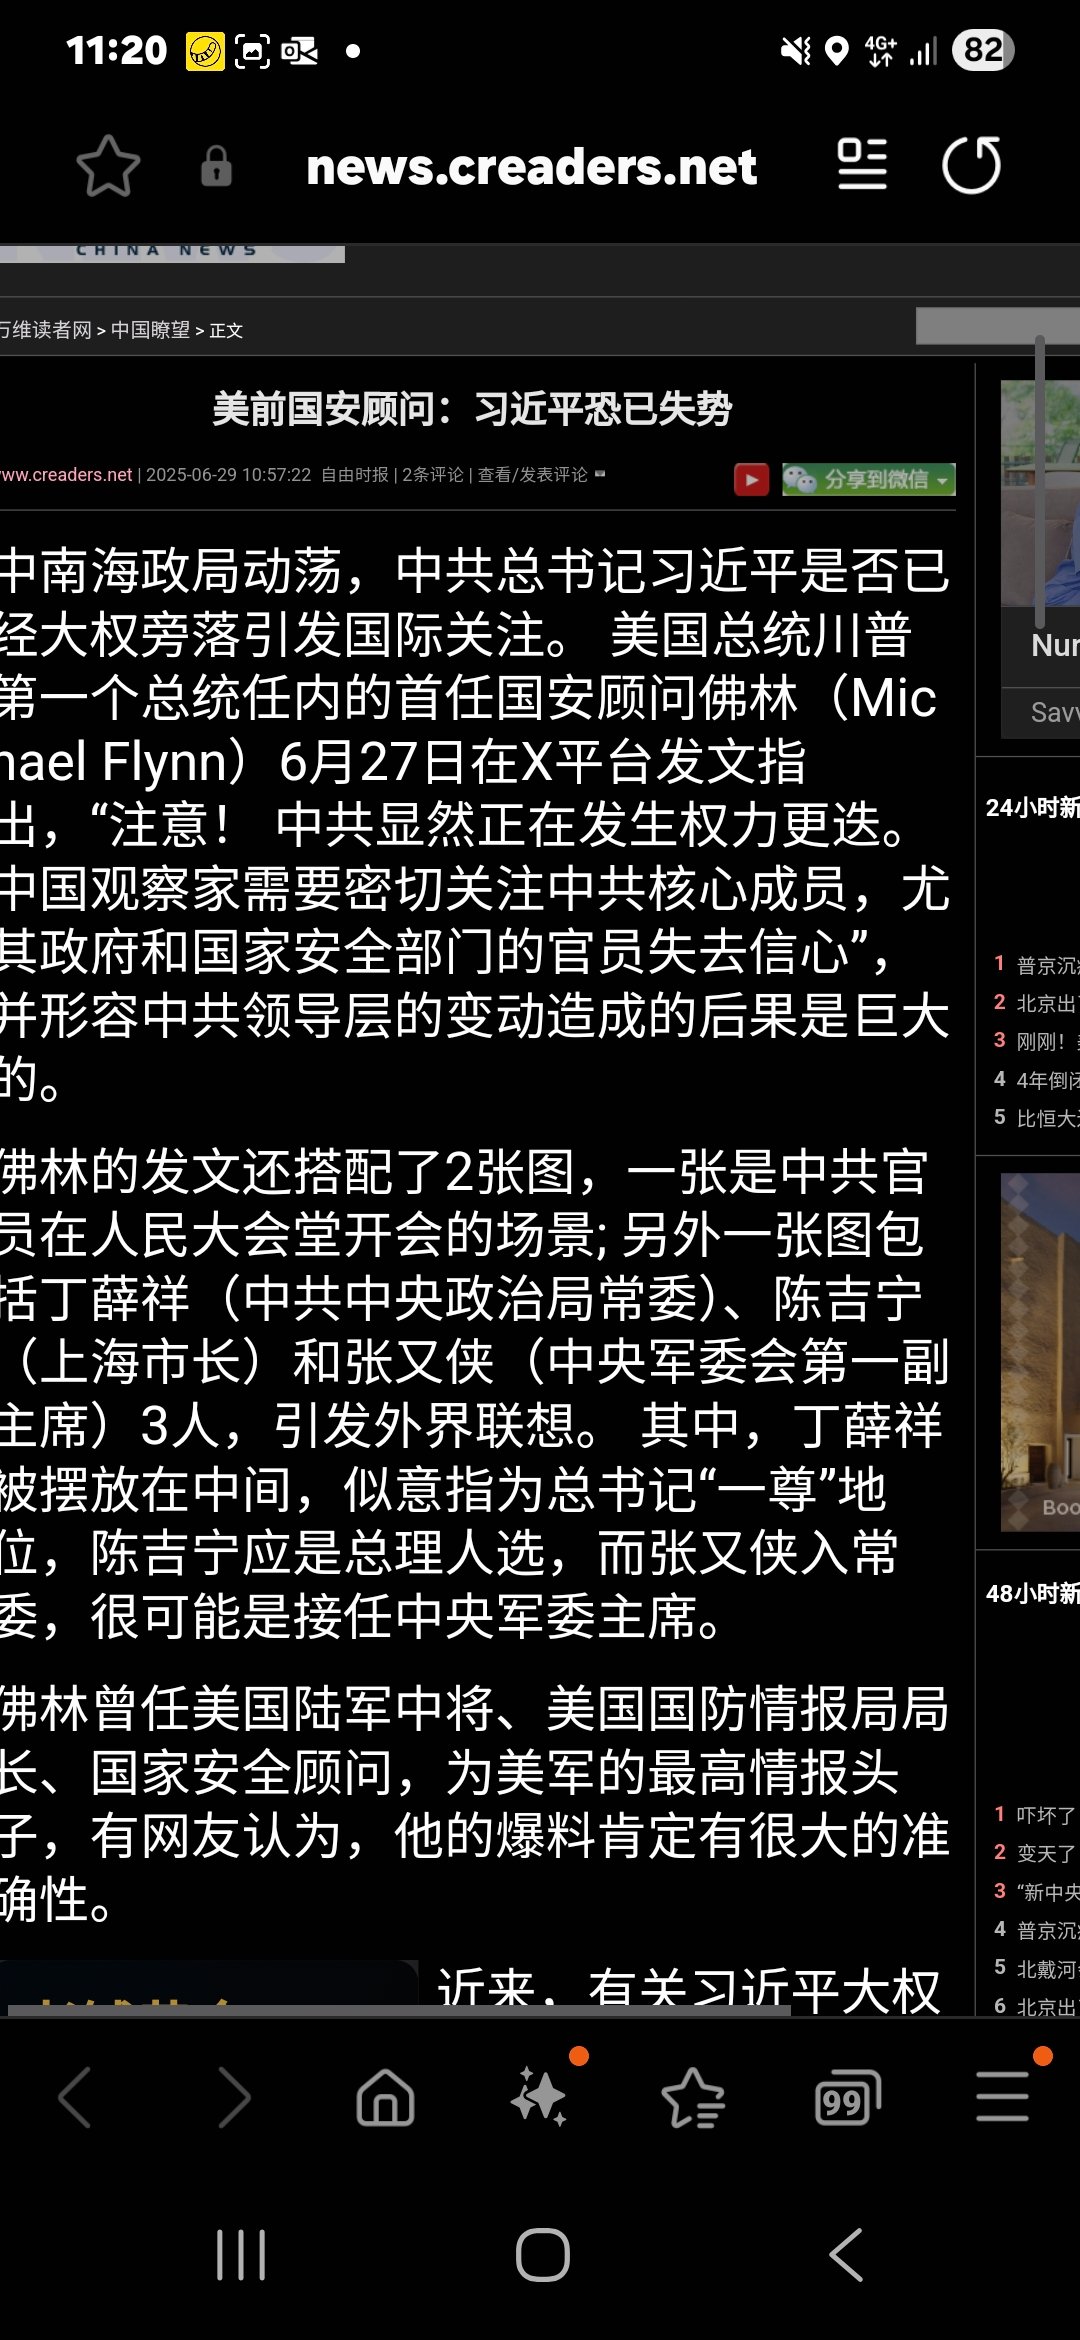 11:20
4G+
82
news.creaders.net
CHINA NEWS
万维读者网 > 中国瞭望 > 正文
美前国安顾问：习近平恐已失势
www.creaders.net | 2025-06-29 10:57:22 自由时报 | 2条评论 | 查看/发表评论
分享到微信
中南海政局动荡，中共总书记习近平是否已
经大权旁落引发国际关注。 美国总统川普
第一个总统任内的首任国安顾问佛林（Mic
hael Flynn）6月27日在X平台发文指
出，“注意！ 中共显然正在发生权力更迭。
中国观察家需要密切关注中共核心成员，尤
其政府和国家安全部门的官员失去信心”，
并形容中共领导层的变动造成的后果是巨大
的。
佛林的发文还搭配了2张图，一张是中共官
员在人民大会堂开会的场景; 另外一张图包
括丁薛祥（中共中央政治局常委）、陈吉宁
（上海市长）和张又侠（中央军委会第一副
主席）3人，引发外界联想。 其中，丁薛祥
被摆放在中间，似意指为总书记“一尊”地
位，陈吉宁应是总理人选，而张又侠入常
委，很可能是接任中央军委主席。
佛林曾任美国陆军中将、美国国防情报局局
长、国家安全顾问，为美军的最高情报头
子，有网友认为，他的爆料肯定有很大的准
确性。
近来，有关习近平大权
Nur
Sav
24小时新
1 普京沉
2 北京出
3 刚刚！
4 4年倒闭
5 比恒大
Boo
48小时新
1 吓坏了
2 变天了
3 “新中央
4 普京沉
5 北戴河
6 北京出
99